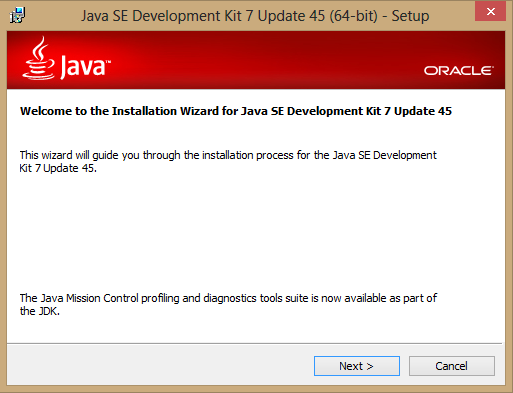 Java SE Development Kit 7 Update 45 (64-bit) - Setup
Java™
ORACLE®
Welcome to the Installation Wizard for Java SE Development Kit 7 Update 45
This wizard will guide you through the installation process for the Java SE Development
Kit 7 Update 45.
The Java Mission Control profiling and diagnostics tools suite is now available as part of
the JDK.
Next >
Cancel